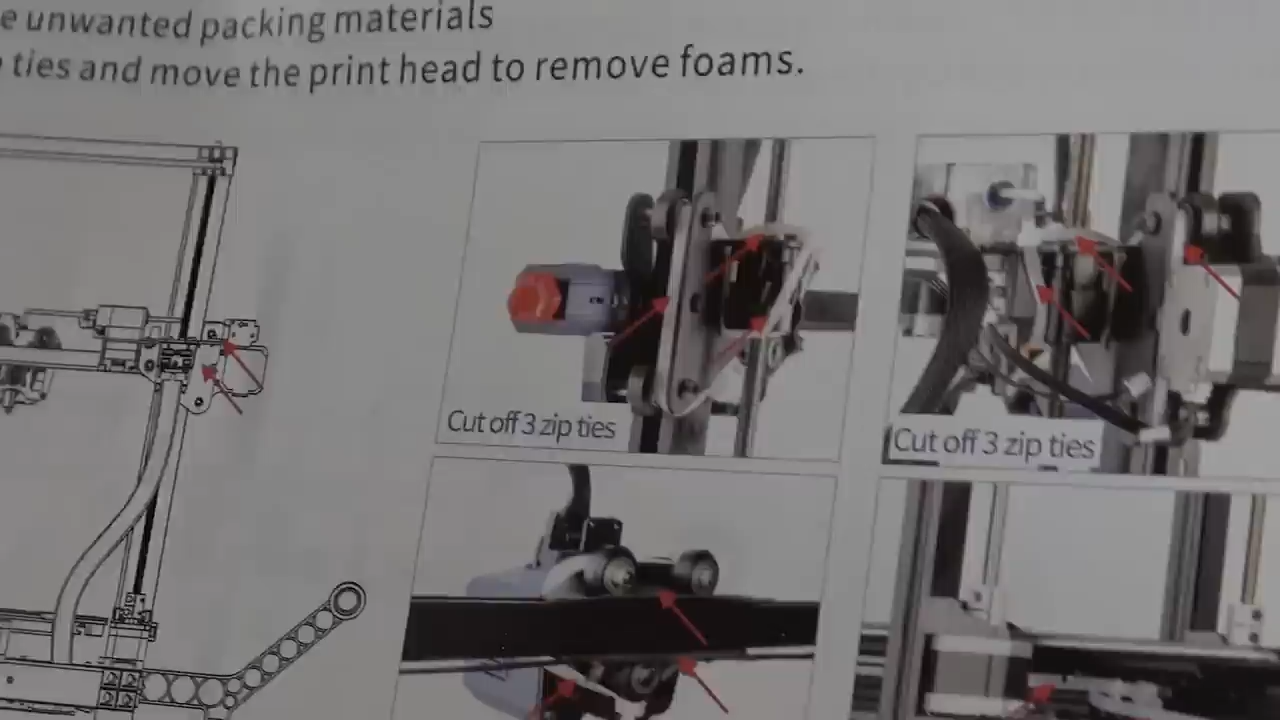 unwanted packing materials
ties and move the print head to remove foams.
Cut off 3 zip ties
Cut off 3 zip ties